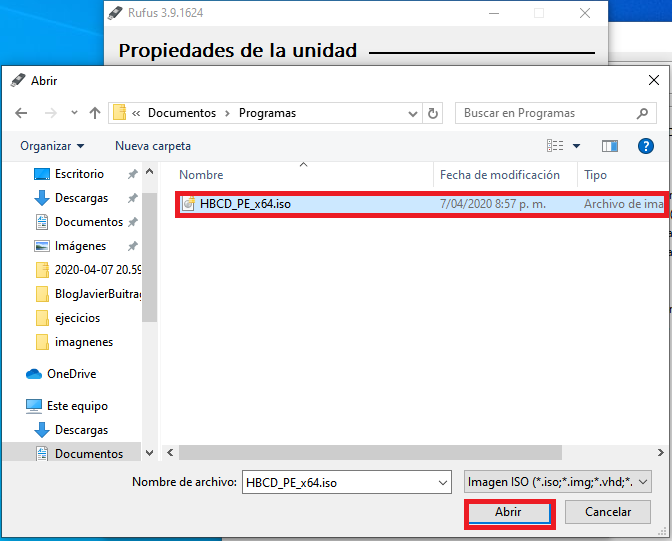 Rufus 3.9.1624
Propiedades de la unidad
Abrir
« Documentos > Programas
Buscar en Programas
Organizar
Nueva carpeta
?
Nombre
Fecha de modificación
Tipo
Escritorio
Descargas
Documentos
Imágenes
2020-04-07 20.59
BlogJavierBuitrag
ejecicios
imagnenes
OneDrive
Este equipo
Descargas
Documentos
HBCD_PE_x64.iso
7/04/2020 8:57 p. m.
Archivo de ima
Nombre de archivo:
HBCD_PE_x64.iso
Imagen ISO (*.iso;*.img;*.vhd;*.
Abrir
Cancelar